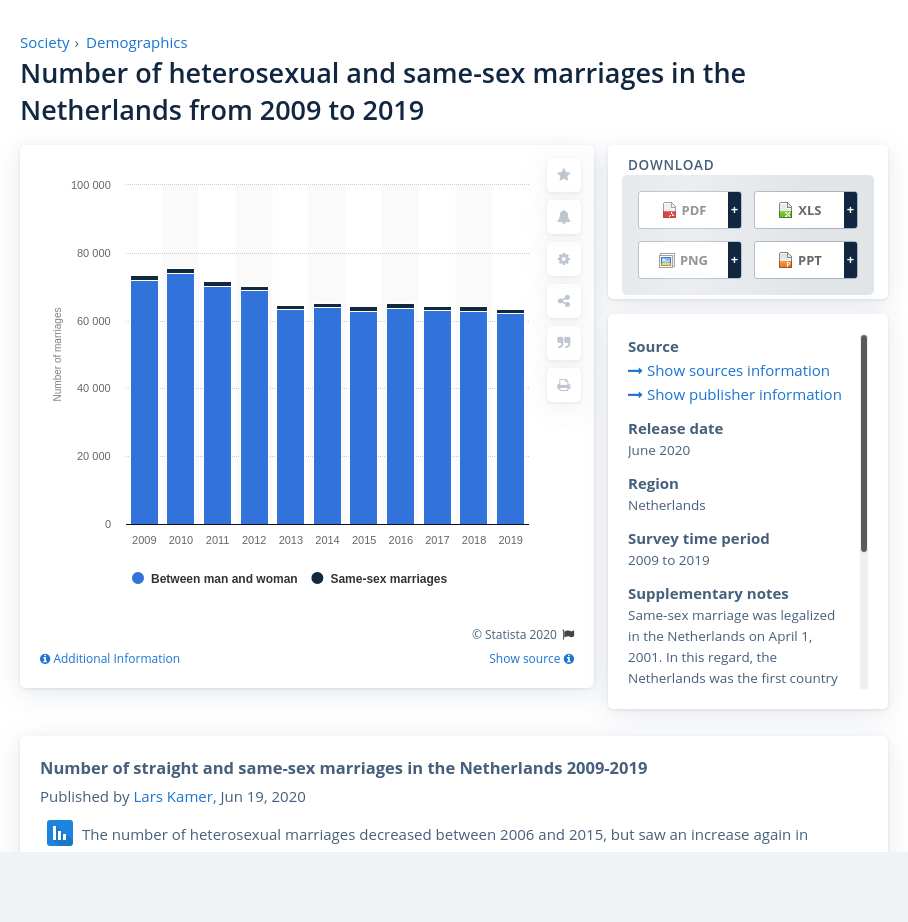 Society › Demographics
Number of heterosexual and same-sex marriages in the
Netherlands from 2009 to 2019
100 000
80 000
60 000
40 000
20 000
0
Number of marriages
2009 2010 2011 2012 2013 2014 2015 2016 2017 2018 2019
Between man and woman Same-sex marriages
© Statista 2020
Additional Information Show source
DOWNLOAD
PDF + XLS +
PNG + PPT +
Source
Show sources information
Show publisher information
Release date
June 2020
Region
Netherlands
Survey time period
2009 to 2019
Supplementary notes
Same-sex marriage was legalized
in the Netherlands on April 1,
2001. In this regard, the
Netherlands was the first country
Number of straight and same-sex marriages in the Netherlands 2009-2019
Published by Lars Kamer, Jun 19, 2020
The number of heterosexual marriages decreased between 2006 and 2015, but saw an increase again in